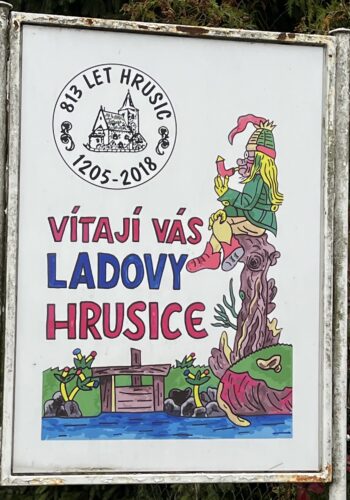 813 LET HRUSIC
1205-2018
VÍTAJÍ VÁS
LADOVY
HRUSICE